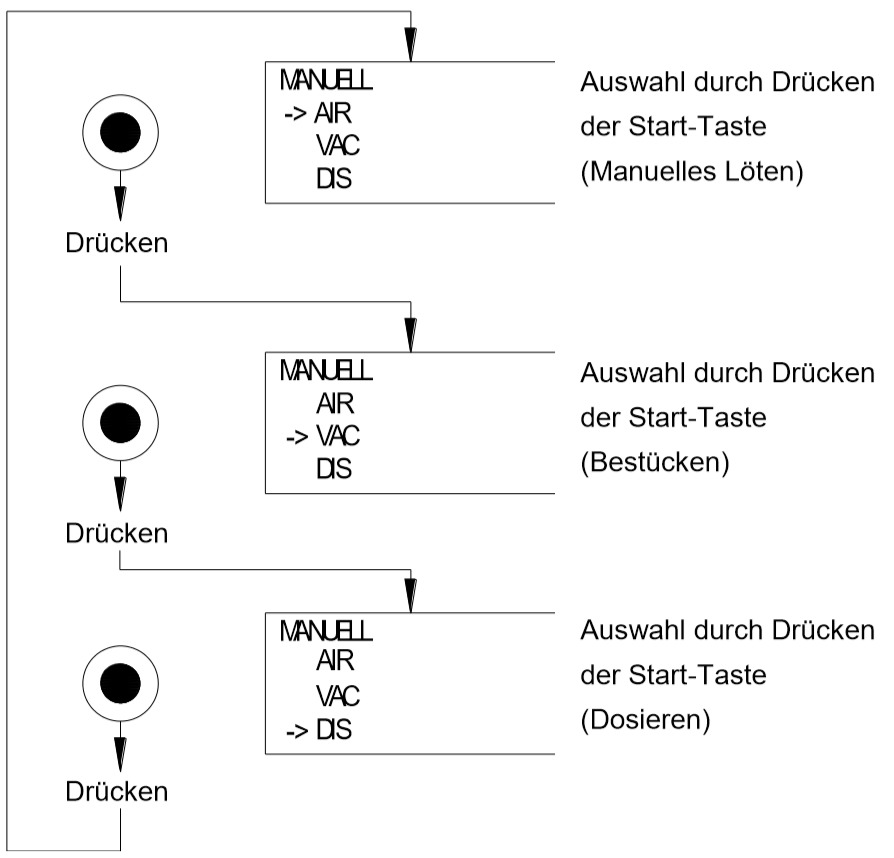 MANUELL
-> AIR
VAC
DIS
Auswahl durch Drücken
der Start-Taste
(Manuelles Löten)
Drücken
MANUELL
AIR
-> VAC
DIS
Auswahl durch Drücken
der Start-Taste
(Bestücken)
Drücken
MANUELL
AIR
VAC
-> DIS
Auswahl durch Drücken
der Start-Taste
(Dosieren)
Drücken